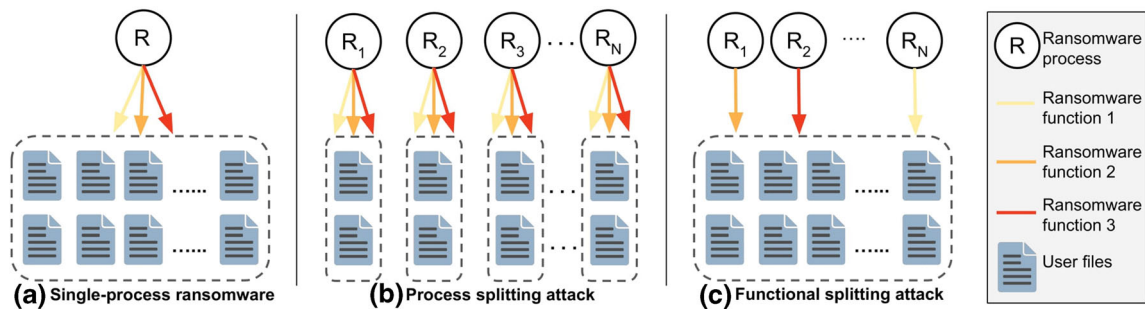 R
R1
R2
R3
...
RN
R1
R2
....
RN
......
......
...
...
......
......
(a) Single-process ransomware
(b) Process splitting attack
(c) Functional splitting attack
R
Ransomware
process
Ransomware
function 1
Ransomware
function 2
Ransomware
function 3
User files